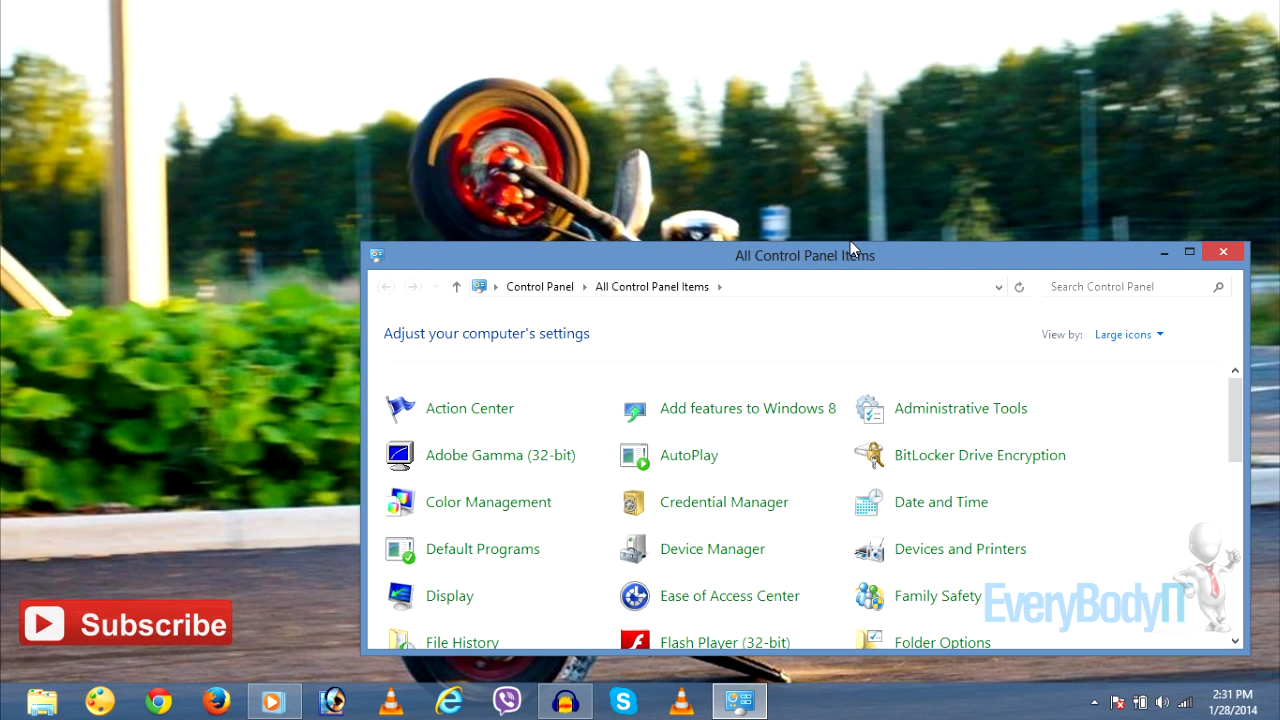 All Control Panel Items
Control Panel All Control Panel Items
Search Control Panel
Adjust your computer's settings
View by: Large icons
Action Center
Add features to Windows 8
Administrative Tools
Adobe Gamma (32-bit)
AutoPlay
BitLocker Drive Encryption
Color Management
Credential Manager
Date and Time
Default Programs
Device Manager
Devices and Printers
Display
Ease of Access Center
Family Safety
File History
Flash Player (32-bit)
Folder Options
EveryBodyIT
Subscribe
2:31 PM
1/28/2014